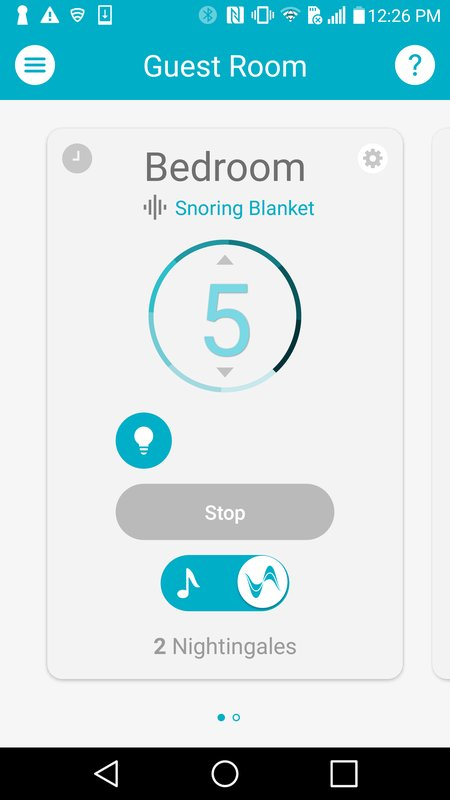 12:26 PM
Guest Room
?
Bedroom
Snoring Blanket
5
Stop
2 Nightingales